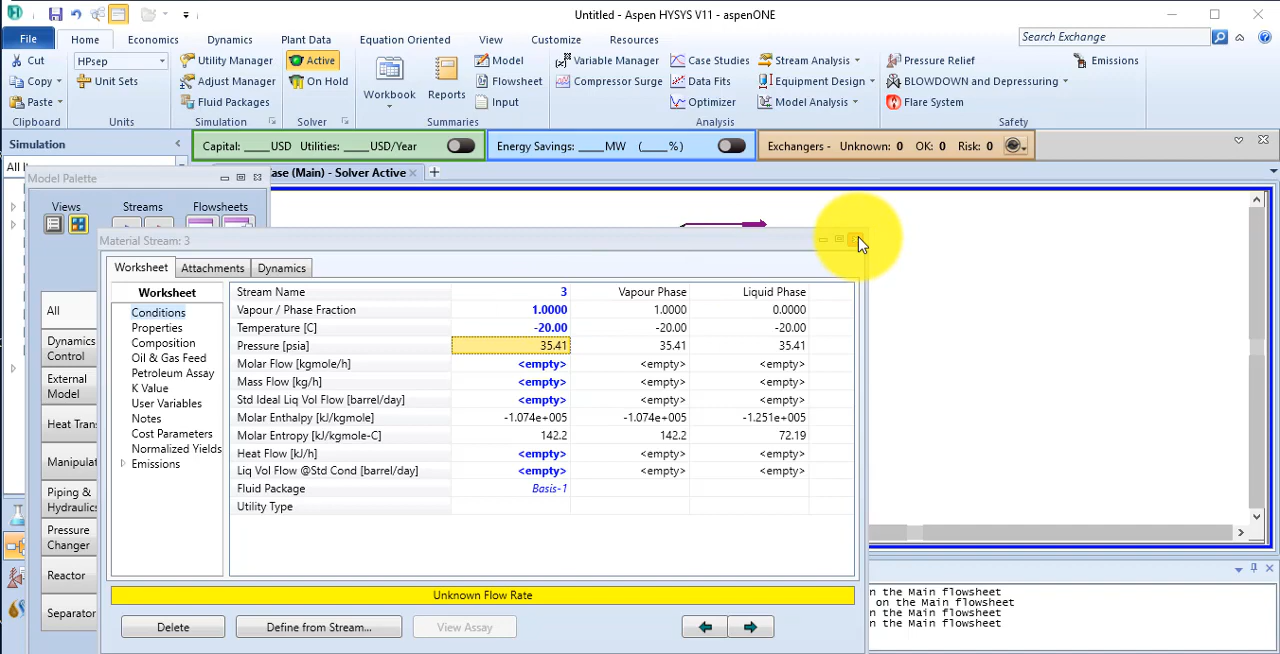 Untitled - Aspen HYSYS V11 - aspenONE
File Home Economics Dynamics Plant Data Equation Oriented View Customize Resources Search Exchange
Cut HPsep Utility Manager Active Model Variable Manager Case Studies Stream Analysis Pressure Relief Emissions
Copy Unit Sets Adjust Manager On Hold Workbook Reports Flowsheet Compressor Surge Data Fits Equipment Design BLOWDOWN and Depressuring
Paste Fluid Packages Input Optimizer Model Analysis Flare System
Clipboard Units Simulation Solver Summaries Analysis Safety
Simulation Capital: ____USD Utilities: ____USD/Year Energy Savings: ____MW (____%) Exchangers - Unknown: 0 OK: 0 Risk: 0
ase (Main) - Solver Active
Model Palette
Views Streams Flowsheets
Material Stream: 3
Worksheet Attachments Dynamics
Worksheet
Conditions
Properties
Composition
Oil & Gas Feed
Petroleum Assay
K Value
User Variables
Notes
Cost Parameters
Normalized Yields
Emissions
Stream Name 3 Vapour Phase Liquid Phase
Vapour / Phase Fraction 1.0000 1.0000 0.0000
Temperature [C] -20.00 -20.00 -20.00
Pressure [psia] 35.41 35.41 35.41
Molar Flow [kgmole/h] <empty> <empty> <empty>
Mass Flow [kg/h] <empty> <empty> <empty>
Std Ideal Liq Vol Flow [barrel/day] <empty> <empty> <empty>
Molar Enthalpy [kJ/kgmole] -1.074e+005 -1.074e+005 -1.251e+005
Molar Entropy [kJ/kgmole-C] 142.2 142.2 72.19
Heat Flow [kJ/h] <empty> <empty> <empty>
Liq Vol Flow @Std Cond [barrel/day] <empty> <empty> <empty>
Fluid Package Basis-1
Utility Type
Unknown Flow Rate
Delete Define from Stream... View Assay
All
Dynamics
Control
External
Model
Heat Tran
Manipulat
Piping &
Hydraulics
Pressure
Changer
Reactor
Separator
n the Main flowsheet
on the Main flowsheet
n the Main flowsheet
n the Main flowsheet